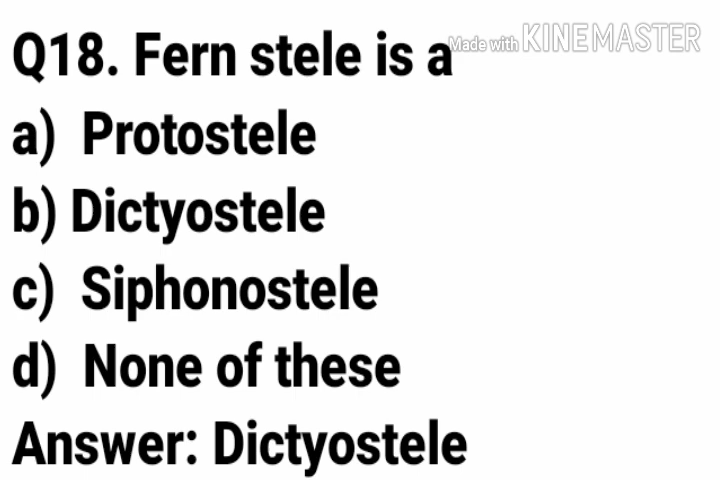 Q18. Fern stele is a
Made with KINEMASTER
a) Protostele
b) Dictyostele
c) Siphonostele
d) None of these
Answer: Dictyostele